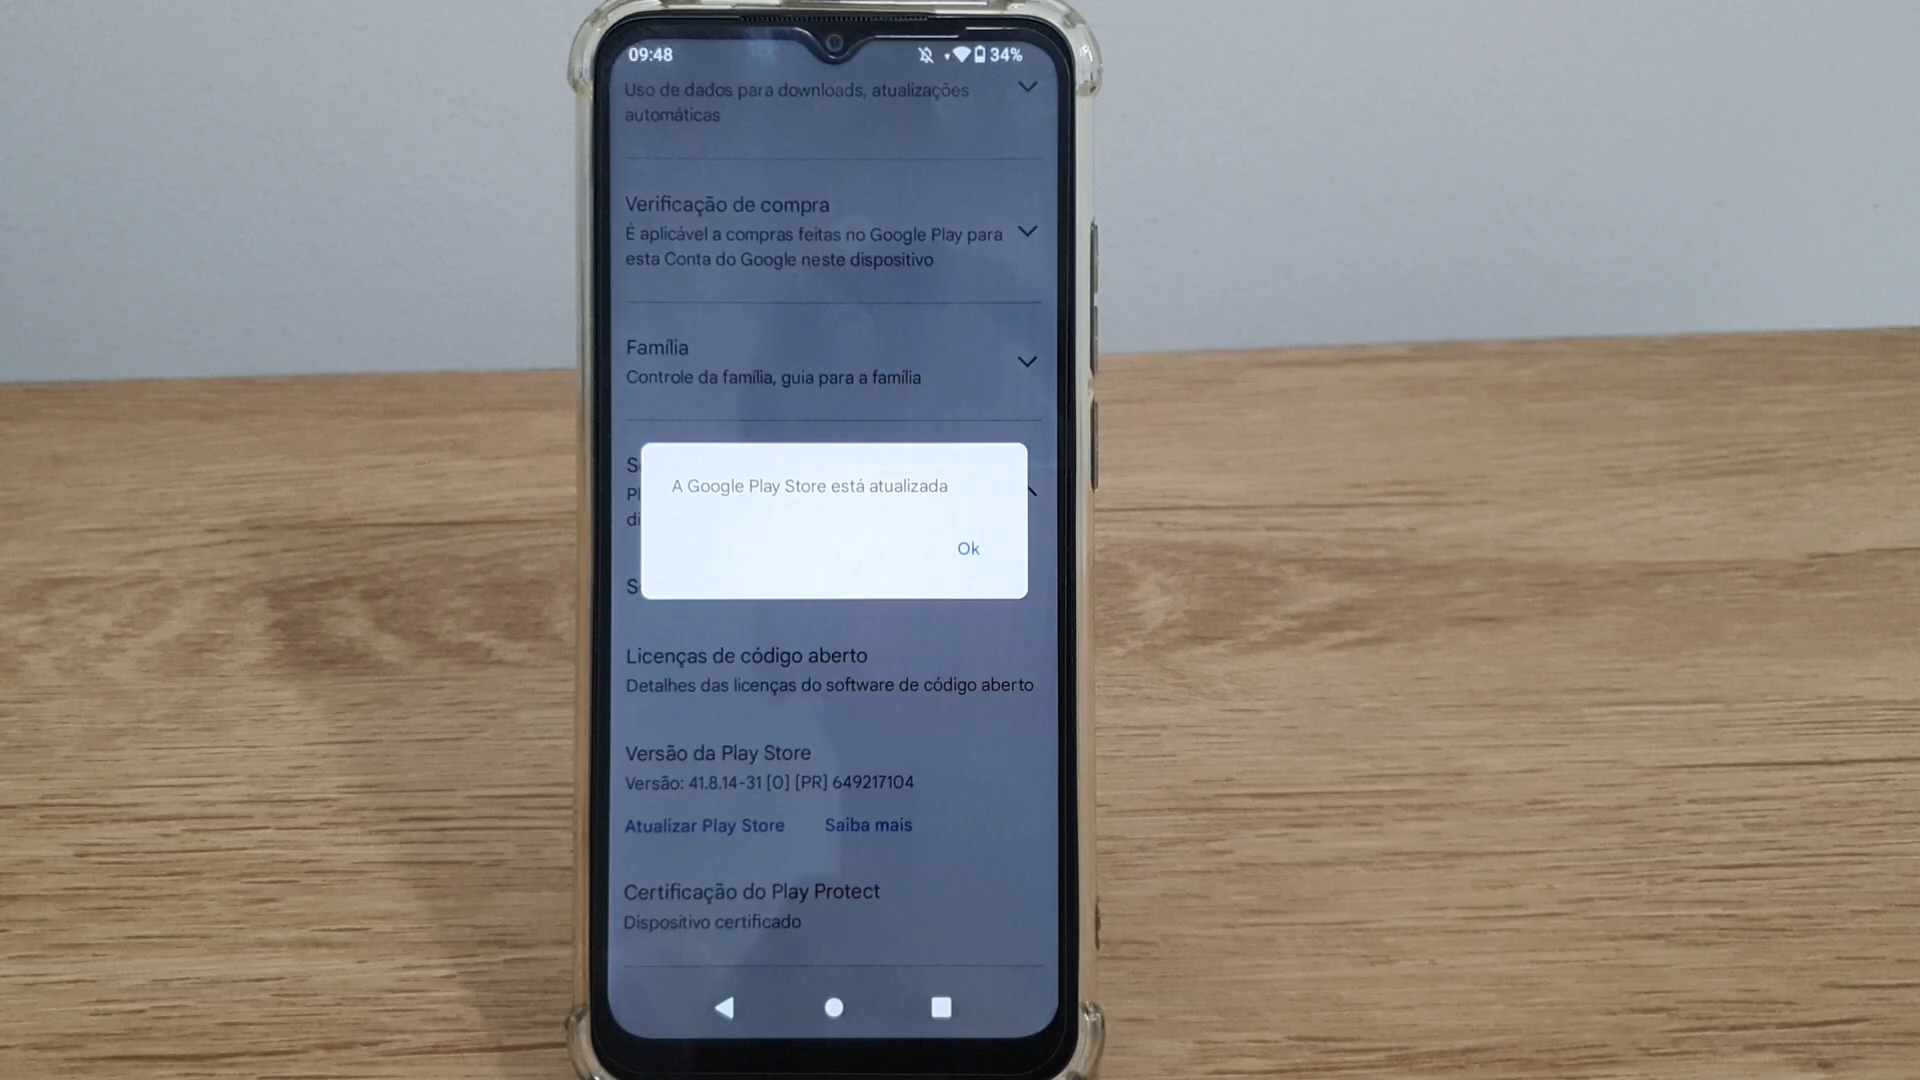 09:48
34%
Uso de dados para downloads, atualizações
automáticas
Verificação de compra
É aplicável a compras feitas no Google Play para
esta Conta do Google neste dispositivo
Família
Controle da família, guia para a família
S
Pl
di
A Google Play Store está atualizada
Ok
S
Licenças de código aberto
Detalhes das licenças do software de código aberto
Versão da Play Store
Versão: 41.8.14-31 [0] [PR] 649217104
Atualizar Play Store Saiba mais
Certificação do Play Protect
Dispositivo certificado